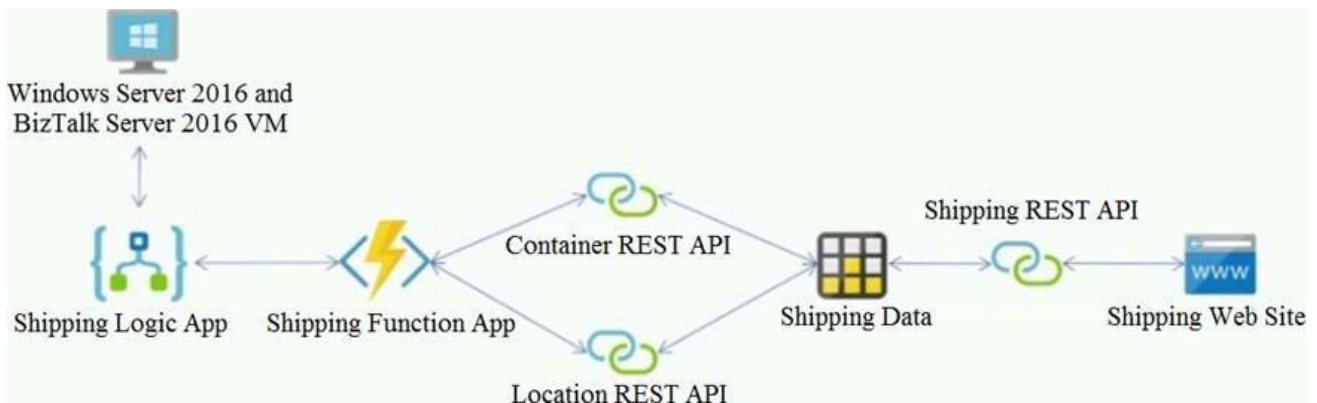 Windows Server 2016 and
BizTalk Server 2016 VM
Shipping Logic App
Shipping Function App
Container REST API
Location REST API
Shipping Data
Shipping REST API
www
Shipping Web Site